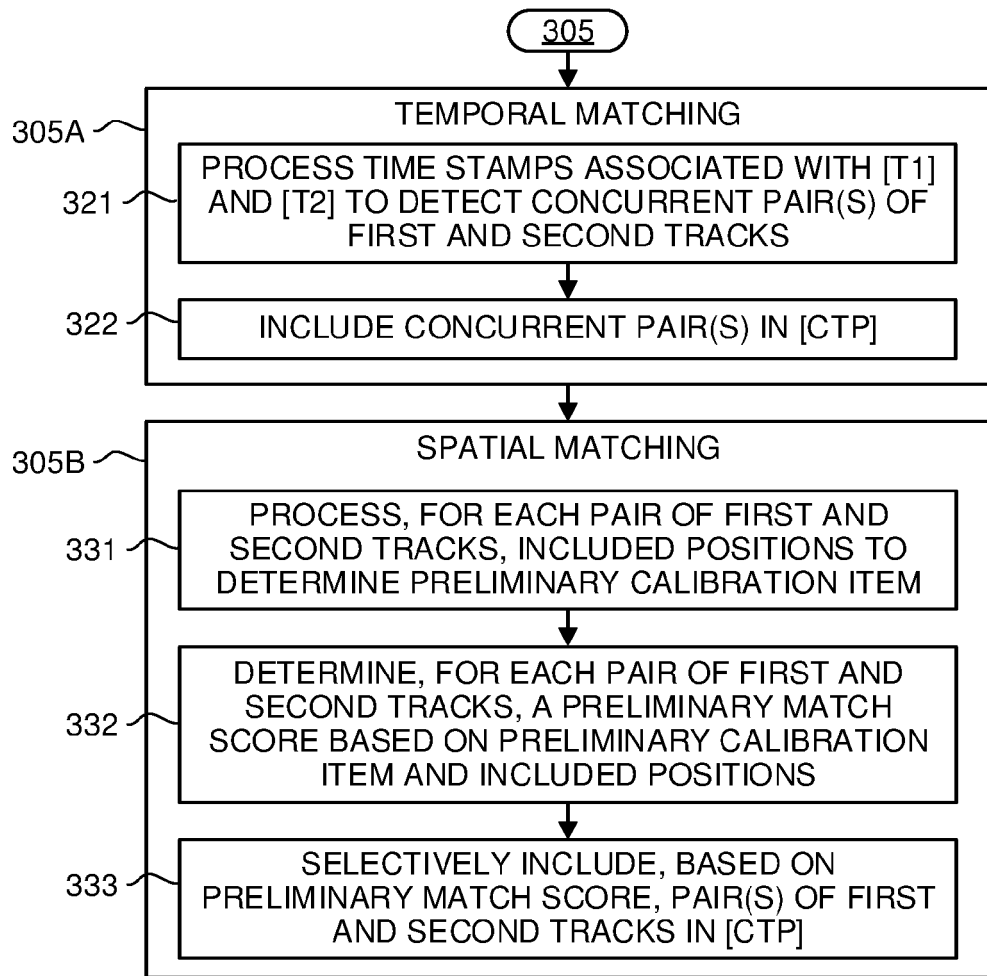 305
305A
TEMPORAL MATCHING
321
PROCESS TIME STAMPS ASSOCIATED WITH [T1]
AND [T2] TO DETECT CONCURRENT PAIR(S) OF
FIRST AND SECOND TRACKS
322
INCLUDE CONCURRENT PAIR(S) IN [CTP]
305B
SPATIAL MATCHING
331
PROCESS, FOR EACH PAIR OF FIRST AND
SECOND TRACKS, INCLUDED POSITIONS TO
DETERMINE PRELIMINARY CALIBRATION ITEM
332
DETERMINE, FOR EACH PAIR OF FIRST AND
SECOND TRACKS, A PRELIMINARY MATCH
SCORE BASED ON PRELIMINARY CALIBRATION
ITEM AND INCLUDED POSITIONS
333
SELECTIVELY INCLUDE, BASED ON
PRELIMINARY MATCH SCORE, PAIR(S) OF FIRST
AND SECOND TRACKS IN [CTP]